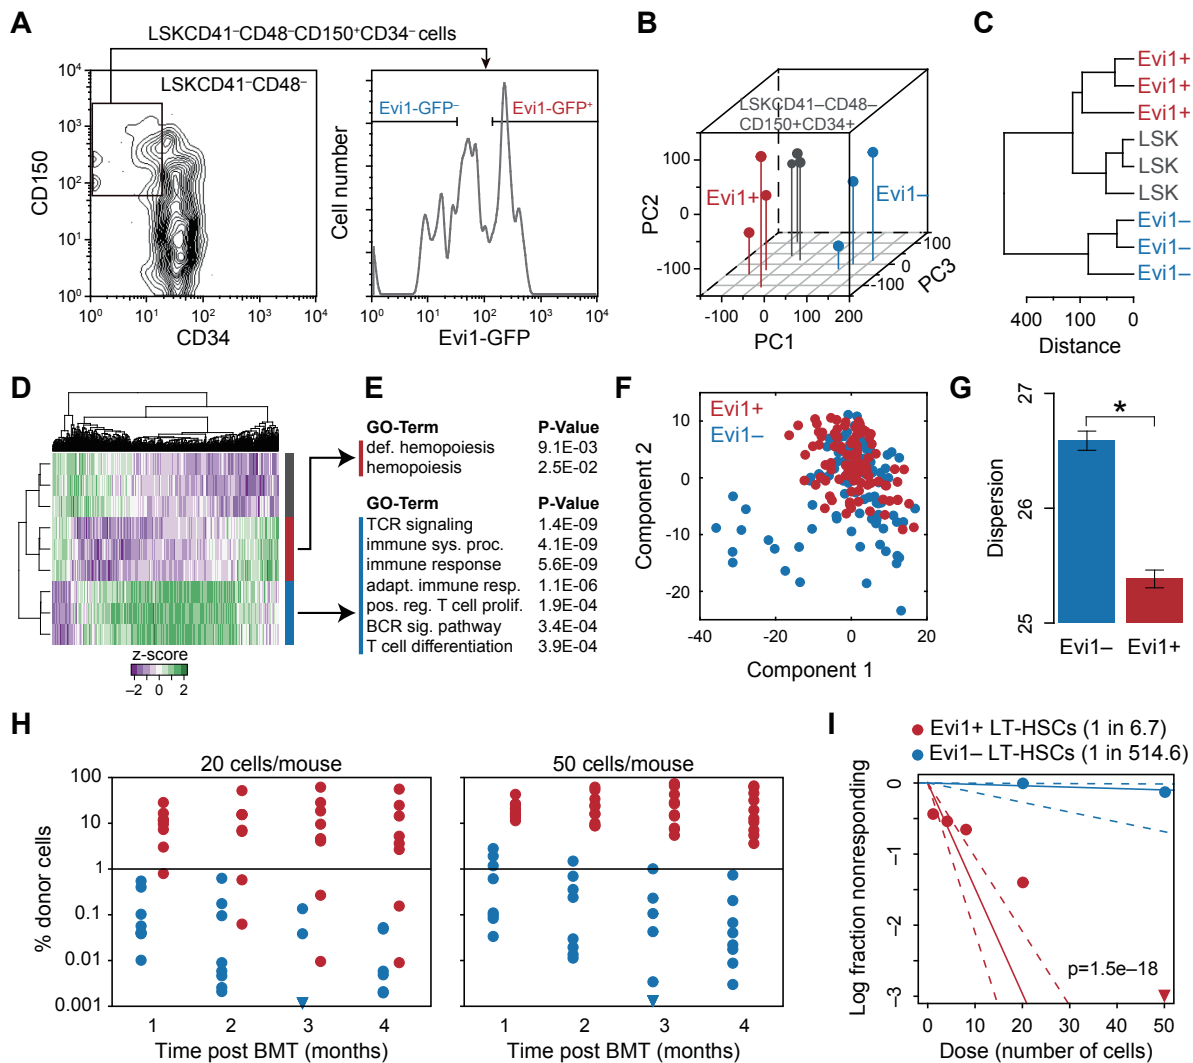 A
LSKCD41⁻CD48⁻CD150⁺CD34⁻ cells
LSKCD41⁻CD48⁻
10⁴
10³
10²
10¹
10⁰
CD150
10⁰ 10¹ 10² 10³ 10⁴
CD34
Evi1-GFP⁻
Evi1-GFP⁺
Cell number
10⁰ 10¹ 10² 10³ 10⁴
Evi1-GFP
B
LSKCD41–CD48–
CD150+CD34+
Evi1+
Evi1–
100
0
-100
PC2
-100 0 100 200
PC1
-100
0
100
PC3
C
Evi1+
Evi1+
Evi1+
LSK
LSK
LSK
Evi1–
Evi1–
Evi1–
400 100 0
Distance
D
z-score
–2 0 2
E
GO-Term P-Value
def. hemopoiesis 9.1E-03
hemopoiesis 2.5E-02
GO-Term P-Value
TCR signaling 1.4E-09
immune sys. proc. 4.1E-09
immune response 5.6E-09
adapt. immune resp. 1.1E-06
pos. reg. T cell prolif. 1.9E-04
BCR sig. pathway 3.4E-04
T cell differentiation 3.9E-04
F
Evi1+
Evi1–
10
0
-10
-20
Component 2
-40 -20 0 20
Component 1
G
27
26
25
Dispersion
*
Evi1– Evi1+
H
20 cells/mouse
50 cells/mouse
100
10
1
0.1
0.01
0.001
% donor cells
1 2 3 4
Time post BMT (months)
1 2 3 4
Time post BMT (months)
I
Evi1+ LT-HSCs (1 in 6.7)
Evi1– LT-HSCs (1 in 514.6)
0
–1
–2
–3
Log fraction nonresponding
p=1.5e–18
0 10 20 30 40 50
Dose (number of cells)